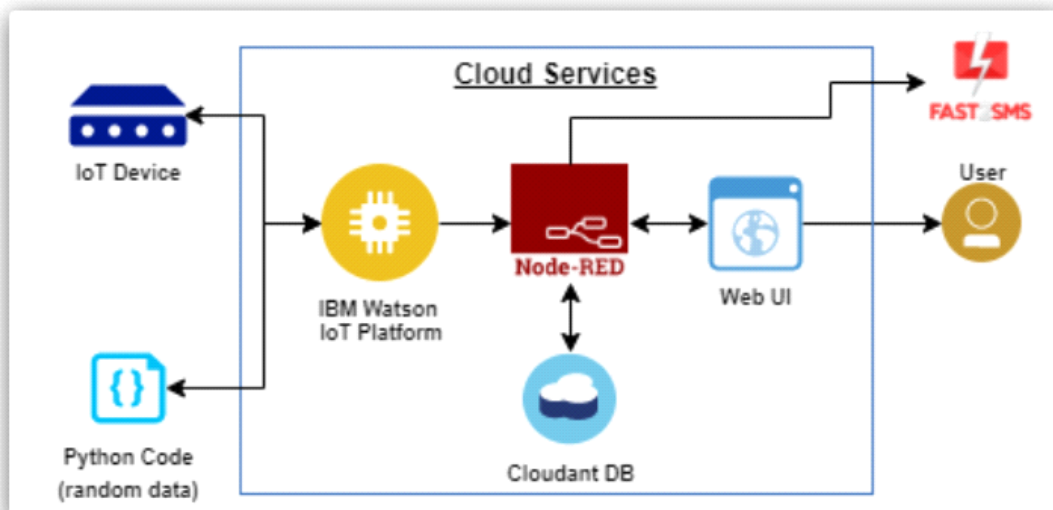 Cloud Services
FAST2SMS
IoT Device
User
Node-RED
IBM Watson
IoT Platform
Web UI
{}
Python Code
(random data)
Cloudant DB